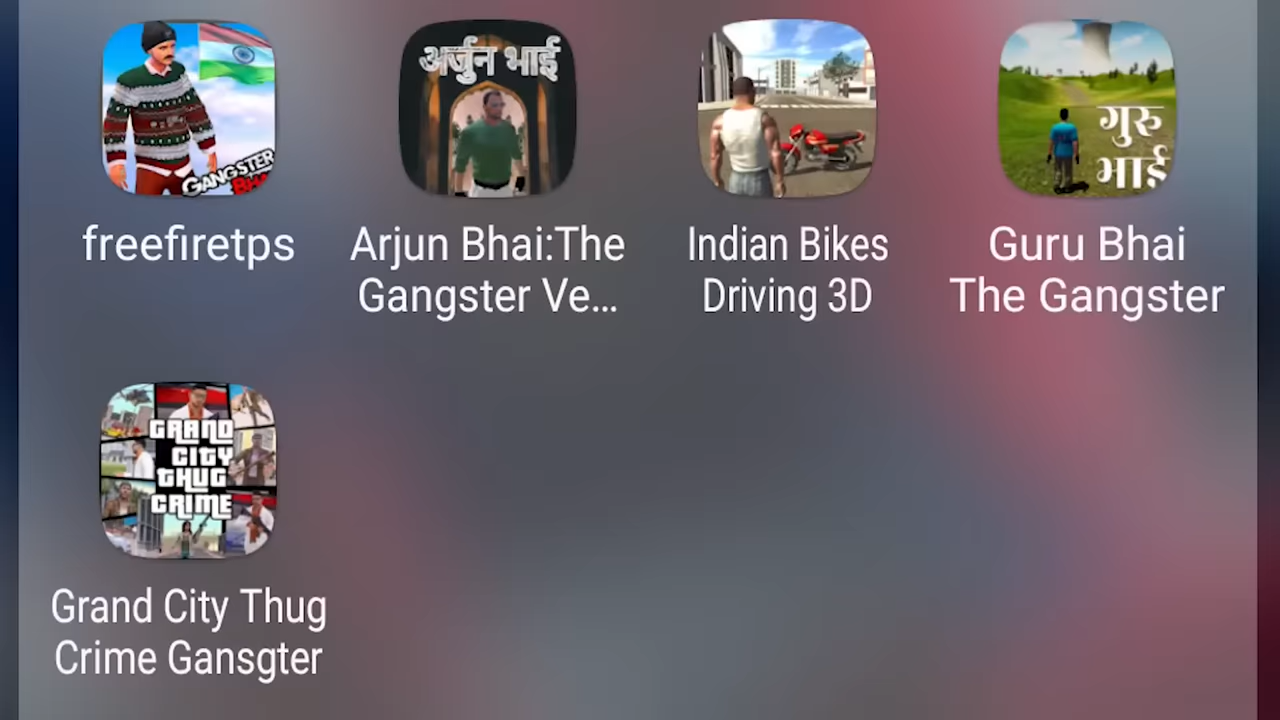 GANGSTER
BHAI
freefiretps
अर्जुन भाई
Arjun Bhai:The
Gangster Ve...
Indian Bikes
Driving 3D
गुरु
भाई
Guru Bhai
The Gangster
GRAND
CITY
THUG
CRIME
Grand City Thug
Crime Gansgter